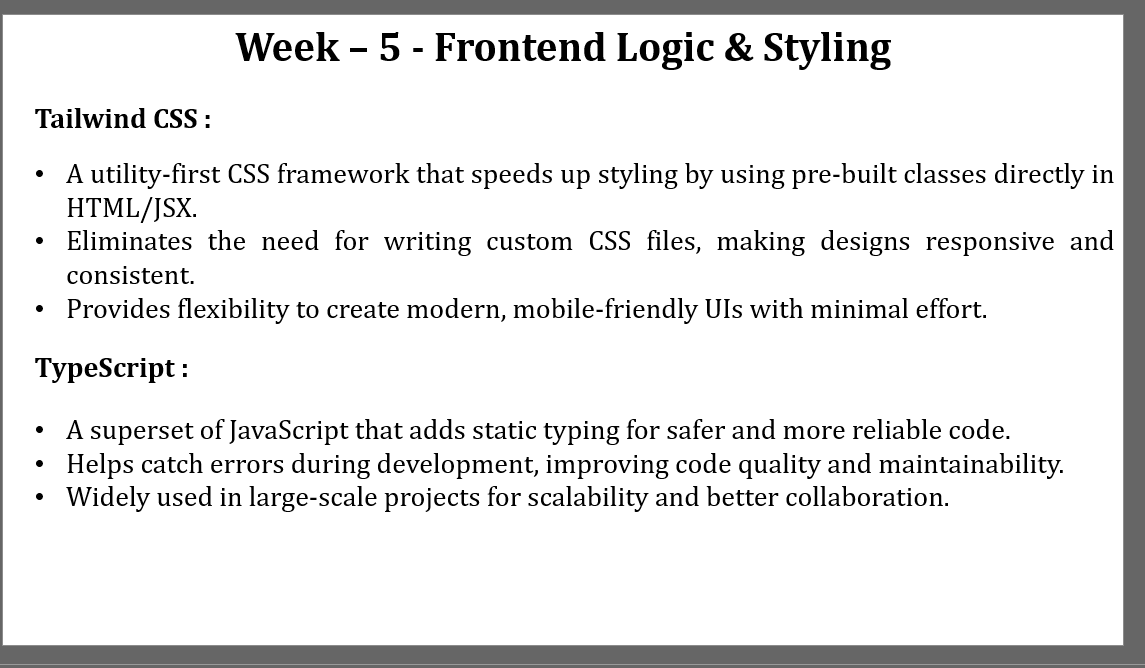 Week – 5 - Frontend Logic & Styling
Tailwind CSS :
• A utility-first CSS framework that speeds up styling by using pre-built classes directly in
HTML/JSX.
• Eliminates the need for writing custom CSS files, making designs responsive and
consistent.
• Provides flexibility to create modern, mobile-friendly UIs with minimal effort.
TypeScript :
• A superset of JavaScript that adds static typing for safer and more reliable code.
• Helps catch errors during development, improving code quality and maintainability.
• Widely used in large-scale projects for scalability and better collaboration.